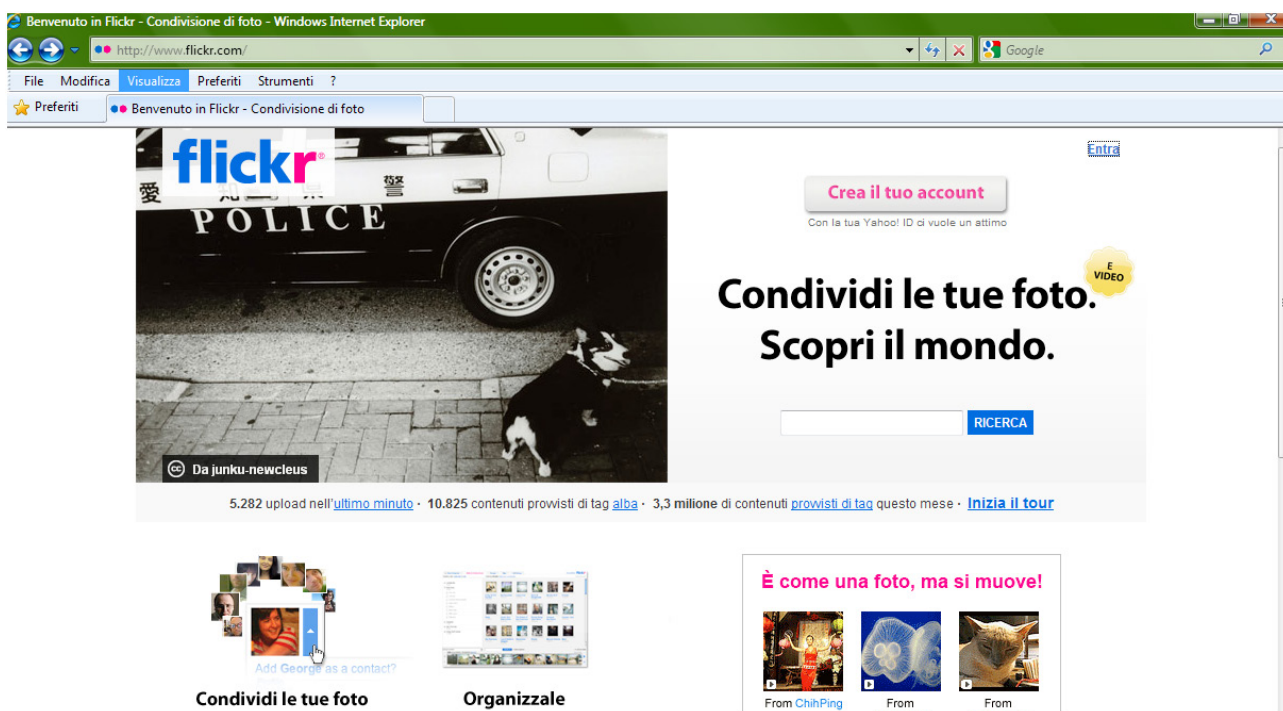 Benvenuto in Flickr - Condivisione di foto - Windows Internet Explorer
http://www.flickr.com/
Google
File Modifica Visualizza Preferiti Strumenti ?
Preferiti
Benvenuto in Flickr - Condivisione di foto
flickr®
愛 警
POLICE
Da junku-newcleus
Entra
Crea il tuo account
Con la tua Yahoo! ID ci vuole un attimo
E
VIDEO
Condividi le tue foto.
Scopri il mondo.
RICERCA
5.282 upload nell'ultimo minuto · 10.825 contenuti provvisti di tag alba · 3,3 milione di contenuti provvisti di tag questo mese · Inizia il tour
Add George as a contact?
Condividi le tue foto
Organizzale
È come una foto, ma si muove!
From ChihPing
From
From